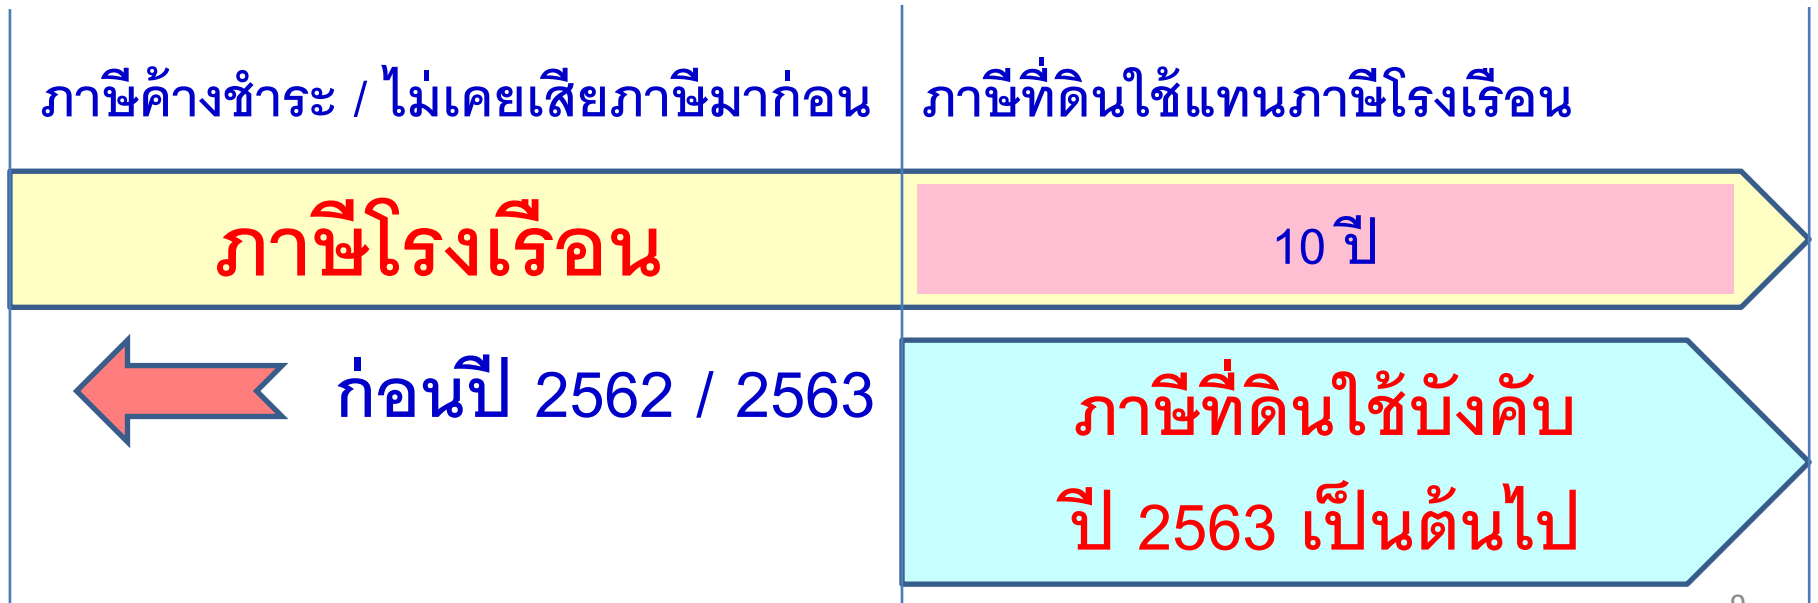 ภาษีค้างชำระ / ไม่เคยเสียภาษีมาก่อน
ภาษีที่ดินใช้แทนภาษีโรงเรือน
ภาษีโรงเรือน
10 ปี
ก่อนปี 2562 / 2563
ภาษีที่ดินใช้บังคับ
ปี 2563 เป็นต้นไป